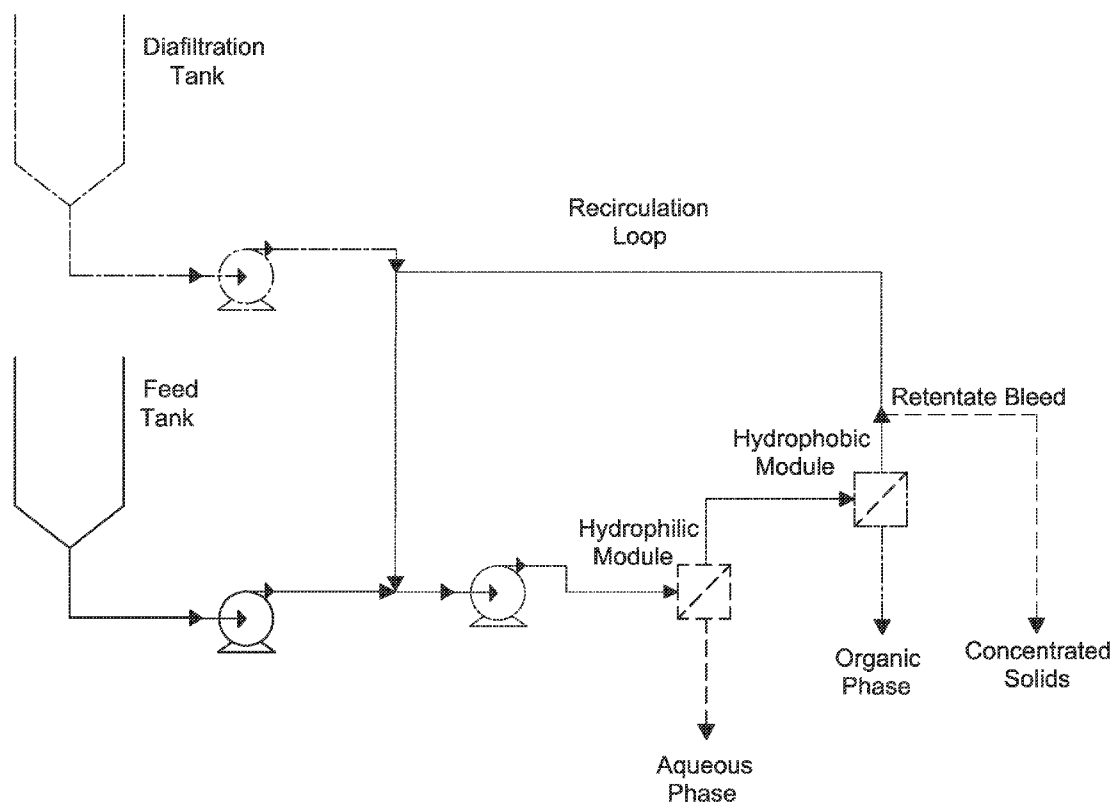 Diafiltration
Tank
Recirculation
Loop
Feed
Tank
Retentate Bleed
Hydrophobic
Module
Hydrophilic
Module
Organic
Phase
Concentrated
Solids
Aqueous
Phase